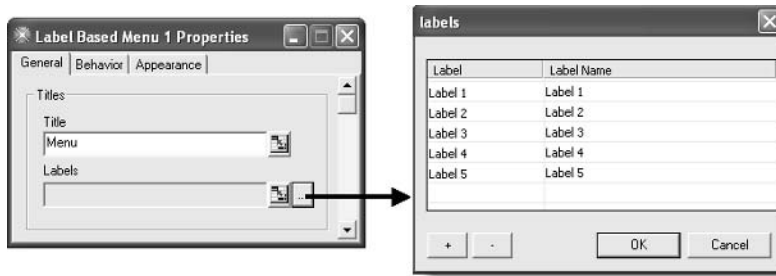 Label Based Menu 1 Properties
General Behavior Appearance
Titles
Title
Menu
Labels
...
labels
Label Label Name
Label 1 Label 1
Label 2 Label 2
Label 3 Label 3
Label 4 Label 4
Label 5 Label 5
+ - OK Cancel